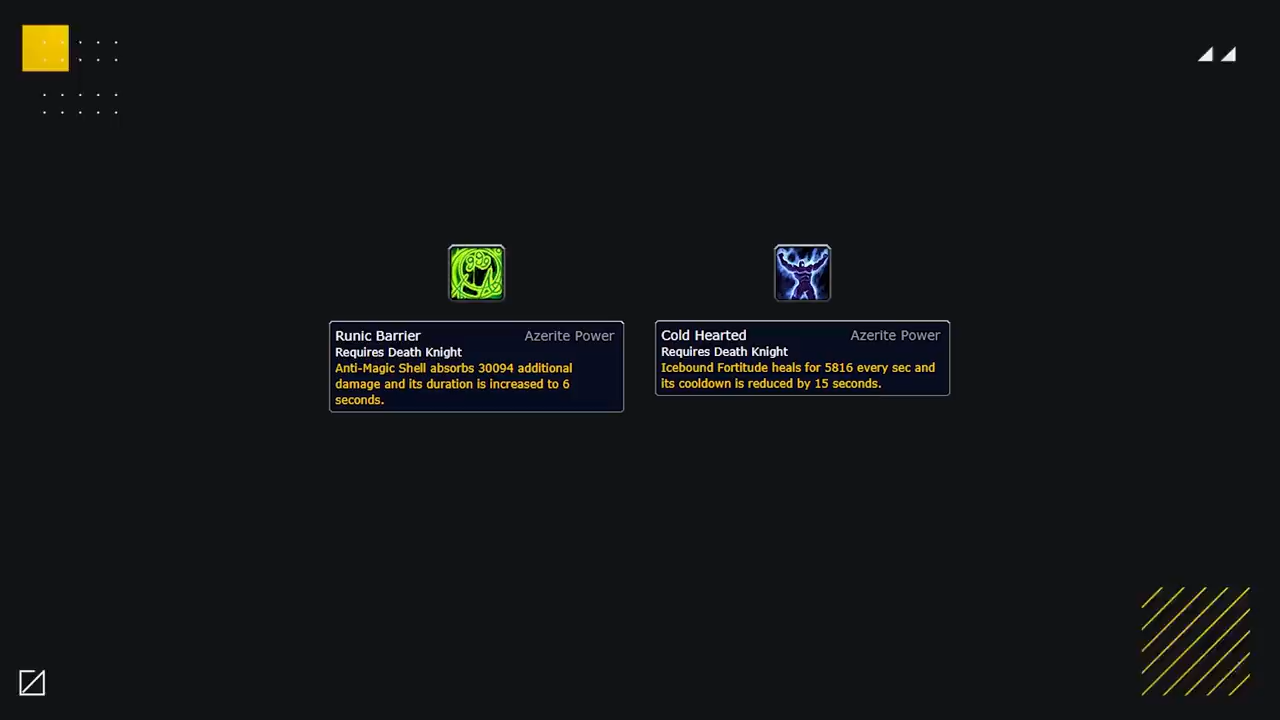 Runic Barrier Azerite Power
Requires Death Knight
Anti-Magic Shell absorbs 30094 additional
damage and its duration is increased to 6
seconds.
Cold Hearted Azerite Power
Requires Death Knight
Icebound Fortitude heals for 5816 every sec and
its cooldown is reduced by 15 seconds.